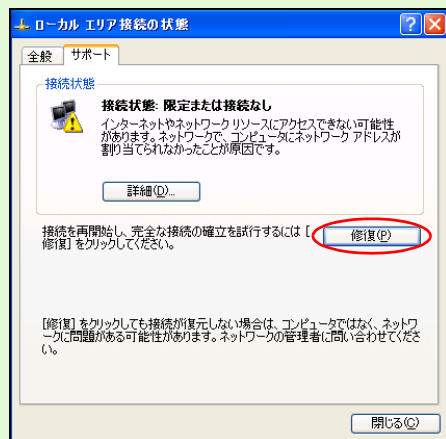 ローカル エリア接続の状態
全般 サポート
接続状態
接続状態: 限定または接続なし
インターネットやネットワーク リソースにアクセスできない可能性
があります。ネットワークで、コンピュータにネットワーク アドレスが
割り当てられなかったことが原因です。
詳細(D)...
接続を再開始し、完全な接続の確立を試行するには [
修復] をクリックしてください。
修復(P)
[修復] をクリックしても接続が復元しない場合は、コンピュータではなく、ネットワ
ークに問題がある可能性があります。ネットワークの管理者に問い合わせてくださ
い。
閉じる(C)